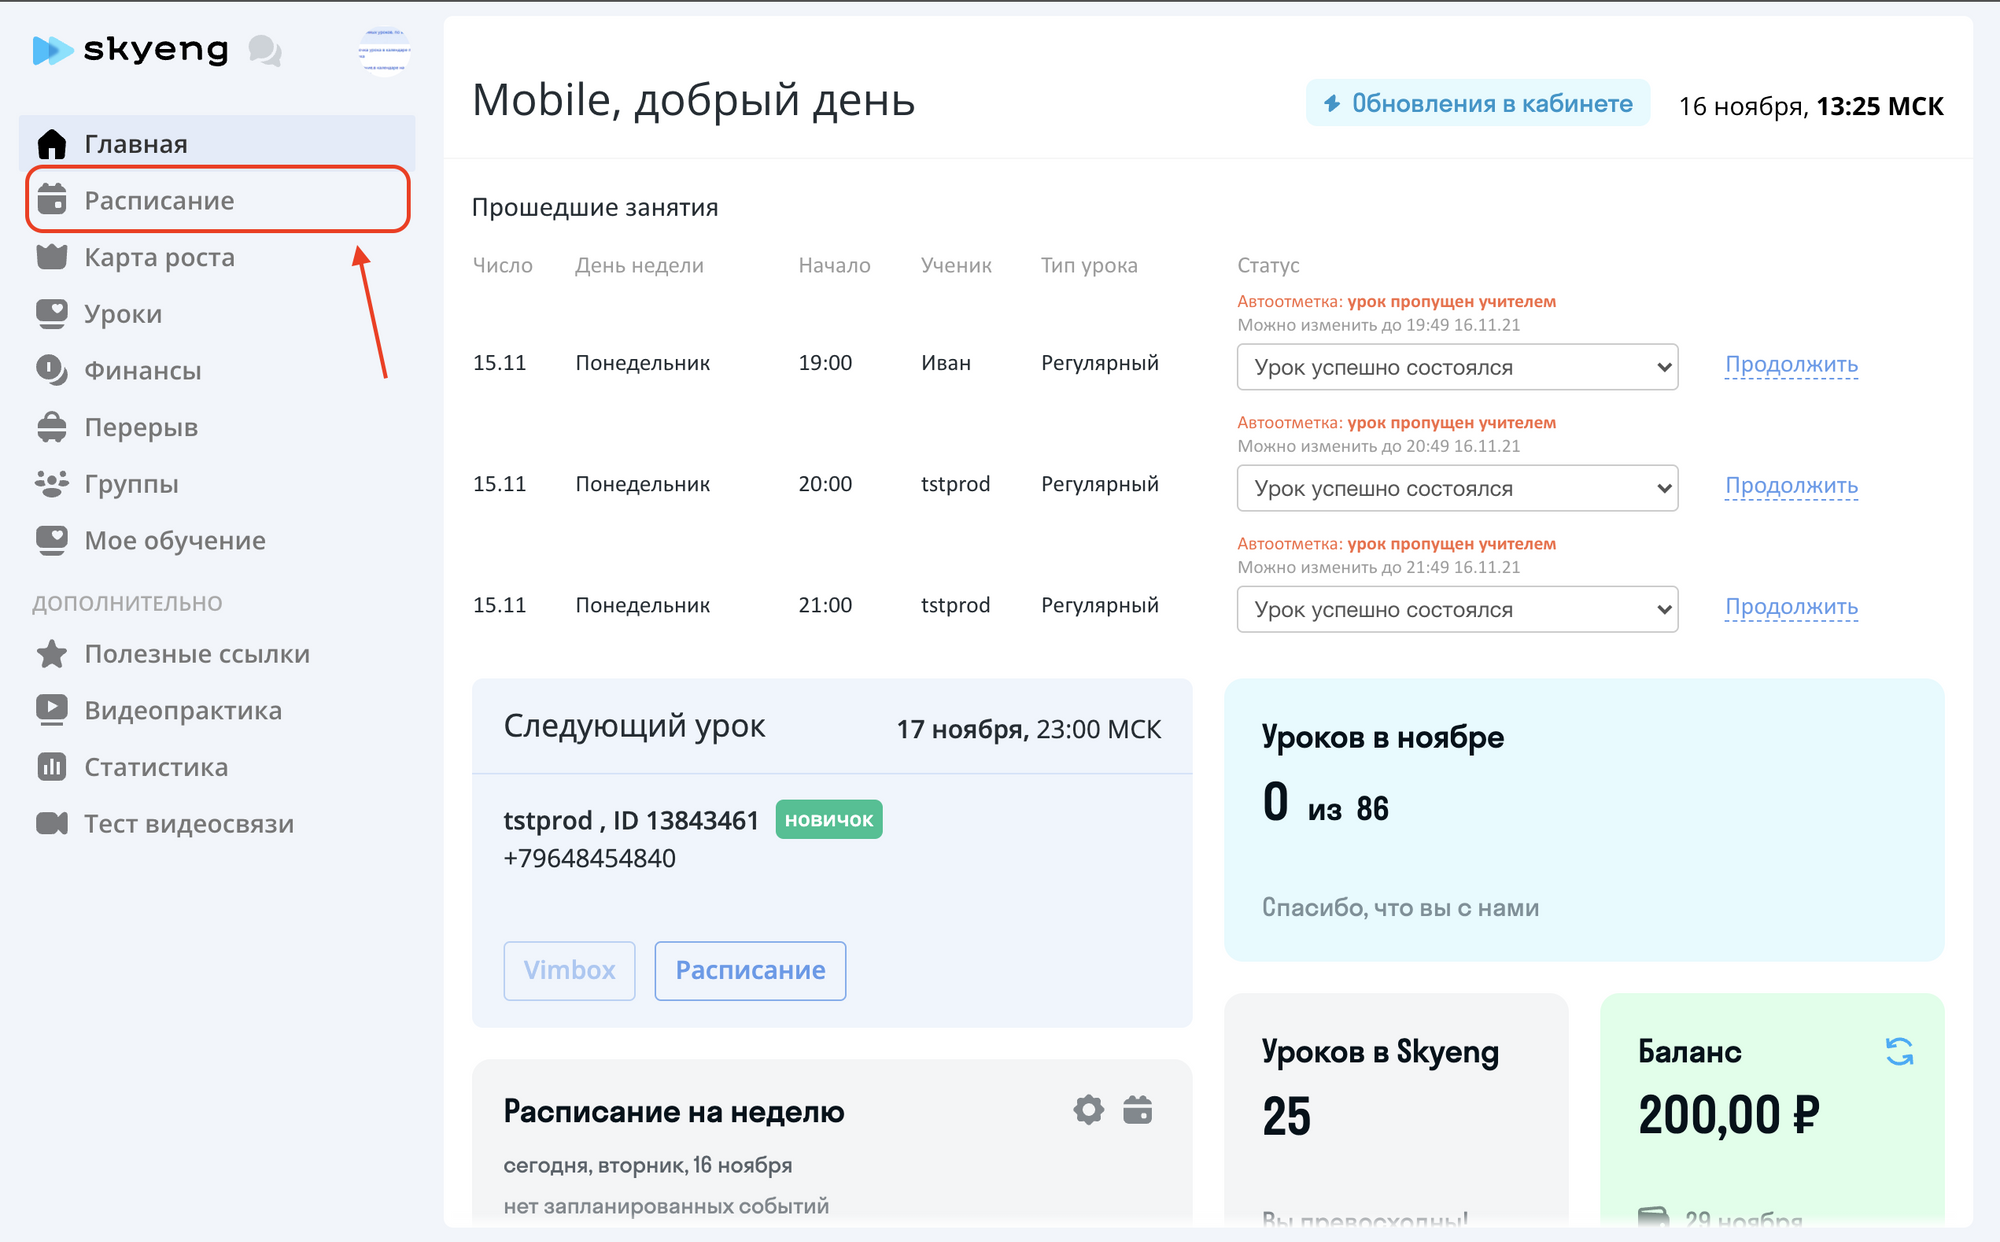 skyeng
Главная
Расписание
Карта роста
Уроки
Финансы
Перерыв
Группы
Мое обучение
ДОПОЛНИТЕЛЬНО
Полезные ссылки
Видеопрактика
Статистика
Тест видеосвязи
Mobile, добрый день
Обновления в кабинете
16 ноября, 13:25 МСК
Прошедшие занятия
Число День недели Начало Ученик Тип урока Статус
Автоотметка: урок пропущен учителем
Можно изменить до 19:49 16.11.21
15.11 Понедельник 19:00 Иван Регулярный Урок успешно состоялся Продолжить
Автоотметка: урок пропущен учителем
Можно изменить до 20:49 16.11.21
15.11 Понедельник 20:00 tstprod Регулярный Урок успешно состоялся Продолжить
Автоотметка: урок пропущен учителем
Можно изменить до 21:49 16.11.21
15.11 Понедельник 21:00 tstprod Регулярный Урок успешно состоялся Продолжить
Следующий урок 17 ноября, 23:00 МСК
tstprod , ID 13843461 новичок
+79648454840
Vimbox Расписание
Уроков в ноябре
0 из 86
Спасибо, что вы с нами
Расписание на неделю
сегодня, вторник, 16 ноября
нет запланированных событий
Уроков в Skyeng
25
Вы превосходны!
Баланс
200,00 ₽
29 ноября